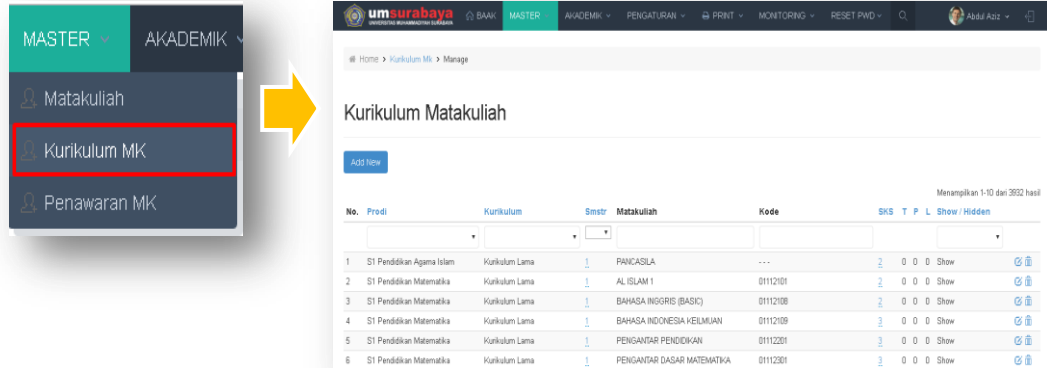 MASTER AKADEMIK
Matakuliah
Kurikulum MK
Penawaran MK
umsurabaya BAAK MASTER AKADEMIK PENGATURAN PRINT MONITORING RESET PWD Abdul Aziz
UNIVERSITAS MUHAMMADIYAH SURABAYA
Home > Kurikulum Mk > Manage
Kurikulum Matakuliah
Add New
Menampilkan 1-10 dari 3932 hasil
No. Prodi Kurikulum Smstr Matakuliah Kode SKS T P L Show / Hidden
1 S1 Pendidikan Agama Islam Kurikulum Lama 1 PANCASILA - - - 2 0 0 0 Show
2 S1 Pendidikan Matematika Kurikulum Lama 1 AL ISLAM 1 01112101 2 0 0 0 Show
3 S1 Pendidikan Matematika Kurikulum Lama 1 BAHASA INGGRIS (BASIC) 01112108 2 0 0 0 Show
4 S1 Pendidikan Matematika Kurikulum Lama 1 BAHASA INDONESIA KEILMUAN 01112109 3 0 0 0 Show
5 S1 Pendidikan Matematika Kurikulum Lama 1 PENGANTAR PENDIDIKAN 01112201 3 0 0 0 Show
6 S1 Pendidikan Matematika Kurikulum Lama 1 PENGANTAR DASAR MATEMATIKA 01112301 3 0 0 0 Show